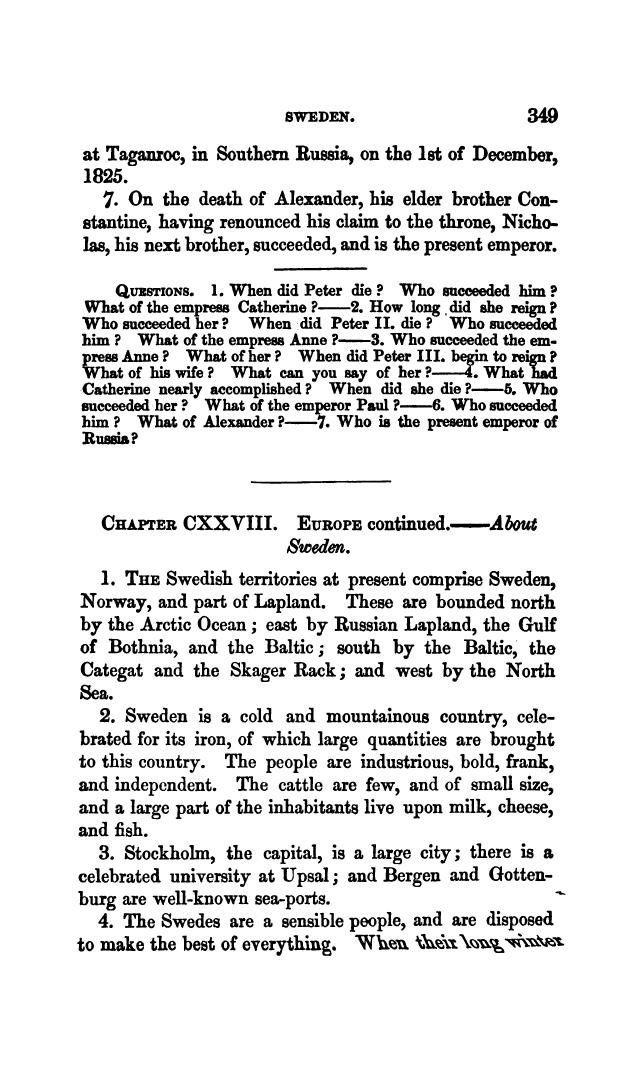 SWEDEN. 349
at Taganroc, in Southern Russia, on the 1st of December,
1825.
7. On the death of Alexander, his elder brother Con-
stantine, having renounced his claim to the throne, Nicho-
las, his next brother, succeeded, and is the present emperor.
QUESTIONS. 1. When did Peter die? Who succeeded him?
What of the empress Catherine?——2. How long did she reign?
Who succeeded her? When did Peter II. die? Who succeeded
him? What of the empress Anne?——3. Who succeeded the em-
press Anne? What of her? When did Peter III. begin to reign?
What of his wife? What can you say of her?——4. What had
Catherine nearly accomplished? When did she die?——5. Who
succeeded her? What of the emperor Paul?——6. Who succeeded
him? What of Alexander?——7. Who is the present emperor of
Russia?
CHAPTER CXXVIII. EUROPE continued.——About
Sweden.
1. THE Swedish territories at present comprise Sweden,
Norway, and part of Lapland. These are bounded north
by the Arctic Ocean; east by Russian Lapland, the Gulf
of Bothnia, and the Baltic; south by the Baltic, the
Categat and the Skager Rack; and west by the North
Sea.
2. Sweden is a cold and mountainous country, cele-
brated for its iron, of which large quantities are brought
to this country. The people are industrious, bold, frank,
and independent. The cattle are few, and of small size,
and a large part of the inhabitants live upon milk, cheese,
and fish.
3. Stockholm, the capital, is a large city; there is a
celebrated university at Upsal; and Bergen and Gotten-
burg are well-known sea-ports.
4. The Swedes are a sensible people, and are disposed
to make the best of everything. When their long winter